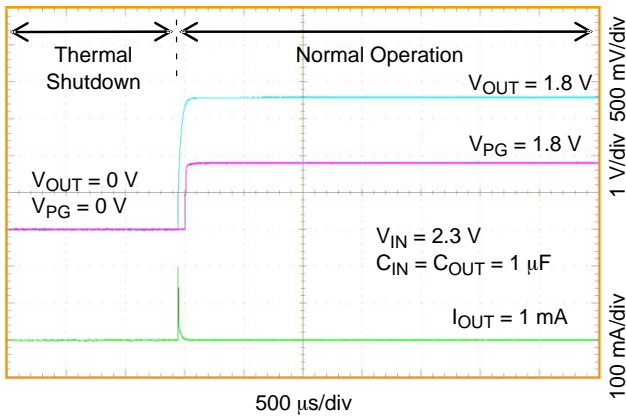 Thermal
Shutdown
Normal Operation
VOUT = 1.8 V
VPG = 1.8 V
VOUT = 0 V
VPG = 0 V
VIN = 2.3 V
CIN = COUT = 1 μF
IOUT = 1 mA
500 mV/div
1 V/div
100 mA/div
500 μs/div